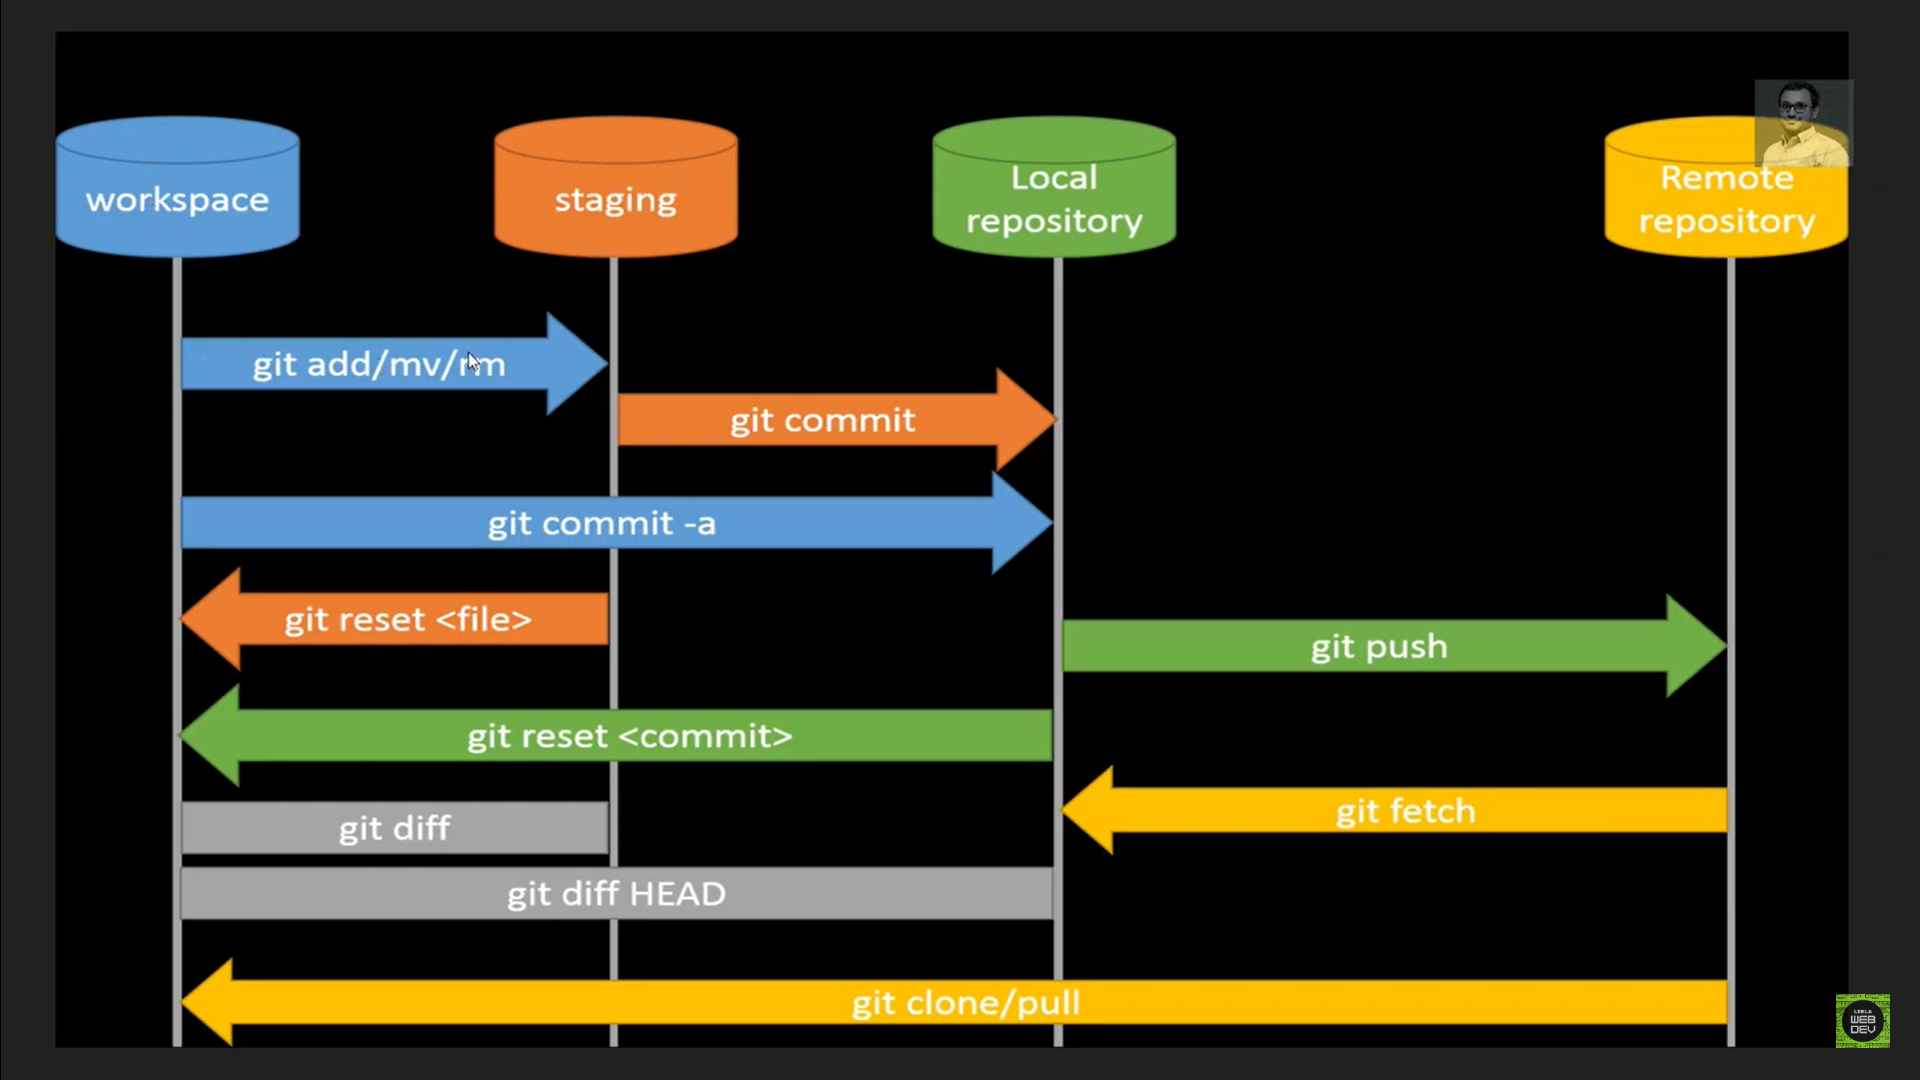 workspace
staging
Local
repository
Remote
repository
git add/mv/rm
git commit
git commit -a
git reset <file>
git push
git reset <commit>
git fetch
git diff
git diff HEAD
git clone/pull
LEELA
WEB
DEV